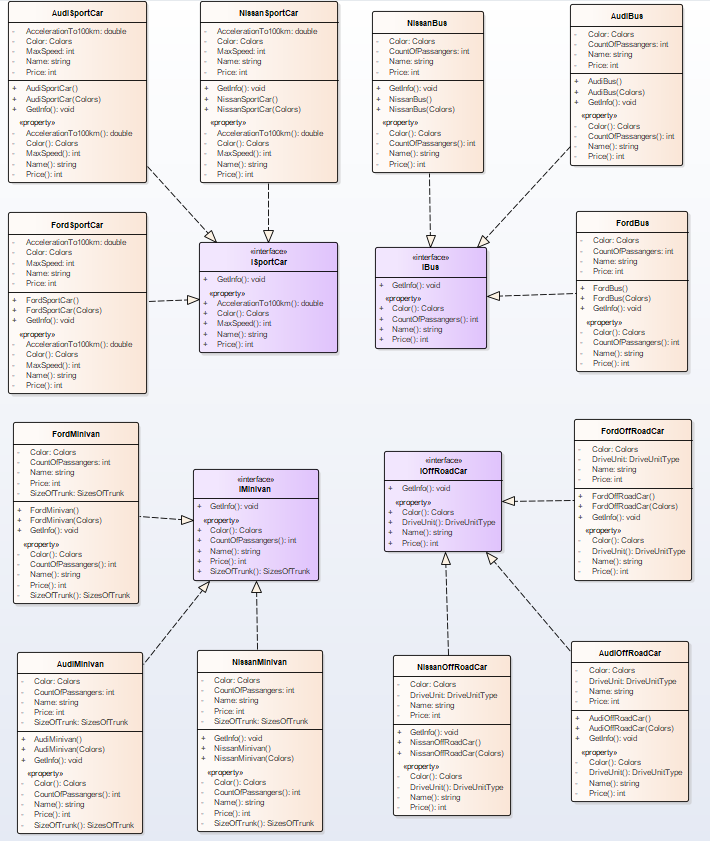 AudiSportCar
- AccelerationTo100km: double
- Color: Colors
- MaxSpeed: int
- Name: string
- Price: int
+ AudiSportCar()
+ AudiSportCar(Colors)
+ GetInfo(): void
«property»
- AccelerationTo100km(): double
- Color(): Colors
- MaxSpeed(): int
- Name(): string
- Price(): int
NissanSportCar
- AccelerationTo100km: double
- Color: Colors
- MaxSpeed: int
- Name: string
- Price: int
+ GetInfo(): void
+ NissanSportCar()
+ NissanSportCar(Colors)
«property»
- AccelerationTo100km(): double
- Color(): Colors
- MaxSpeed(): int
- Name(): string
- Price(): int
NissanBus
- Color: Colors
- CountOfPassangers: int
- Name: string
- Price: int
+ GetInfo(): void
+ NissanBus()
+ NissanBus(Colors)
«property»
- Color(): Colors
- CountOfPassangers(): int
- Name(): string
- Price(): int
AudiBus
- Color: Colors
- CountOfPassangers: int
- Name: string
- Price: int
+ AudiBus()
+ AudiBus(Colors)
+ GetInfo(): void
«property»
- Color(): Colors
- CountOfPassangers(): int
- Name(): string
- Price(): int
FordSportCar
- AccelerationTo100km: double
- Color: Colors
- MaxSpeed: int
- Name: string
- Price: int
+ FordSportCar()
+ FordSportCar(Colors)
+ GetInfo(): void
«property»
- AccelerationTo100km(): double
- Color(): Colors
- MaxSpeed(): int
- Name(): string
- Price(): int
«interface»
ISportCar
+ GetInfo(): void
«property»
+ AccelerationTo100km(): double
+ Color(): Colors
+ MaxSpeed(): int
+ Name(): string
+ Price(): int
«interface»
IBus
+ GetInfo(): void
«property»
+ Color(): Colors
+ CountOfPassangers(): int
+ Name(): string
+ Price(): int
FordBus
- Color: Colors
- CountOfPassangers: int
- Name: string
- Price: int
+ FordBus()
+ FordBus(Colors)
+ GetInfo(): void
«property»
- Color(): Colors
- CountOfPassangers(): int
- Name(): string
- Price(): int
FordMinivan
- Color: Colors
- CountOfPassangers: int
- Name: string
- Price: int
- SizeOfTrunk: SizesOfTrunk
+ FordMinivan()
+ FordMinivan(Colors)
+ GetInfo(): void
«property»
- Color(): Colors
- CountOfPassangers(): int
- Name(): string
- Price(): int
- SizeOfTrunk(): SizesOfTrunk
«interface»
IMinivan
+ GetInfo(): void
«property»
+ Color(): Colors
+ CountOfPassangers(): int
+ Name(): string
+ Price(): int
+ SizeOfTrunk(): SizesOfTrunk
«interface»
IOffRoadCar
+ GetInfo(): void
«property»
+ Color(): Colors
+ DriveUnit(): DriveUnitType
+ Name(): string
+ Price(): int
FordOffRoadCar
- Color: Colors
- DriveUnit: DriveUnitType
- Name: string
- Price: int
+ FordOffRoadCar()
+ FordOffRoadCar(Colors)
+ GetInfo(): void
«property»
- Color(): Colors
- DriveUnit(): DriveUnitType
- Name(): string
- Price(): int
AudiMinivan
- Color: Colors
- CountOfPassangers: int
- Name: string
- Price: int
- SizeOfTrunk: SizesOfTrunk
+ AudiMinivan()
+ AudiMinivan(Colors)
+ GetInfo(): void
«property»
- Color(): Colors
- CountOfPassangers(): int
- Name(): string
- Price(): int
- SizeOfTrunk(): SizesOfTrunk
NissanMinivan
- Color: Colors
- CountOfPassangers: int
- Name: string
- Price: int
- SizeOfTrunk: SizesOfTrunk
+ GetInfo(): void
+ NissanMinivan()
+ NissanMinivan(Colors)
«property»
- Color(): Colors
- CountOfPassangers(): int
- Name(): string
- Price(): int
- SizeOfTrunk(): SizesOfTrunk
NissanOffRoadCar
- Color: Colors
- DriveUnit: DriveUnitType
- Name: string
- Price: int
+ GetInfo(): void
+ NissanOffRoadCar()
+ NissanOffRoadCar(Colors)
«property»
- Color(): Colors
- DriveUnit(): DriveUnitType
- Name(): string
- Price(): int
AudiOffRoadCar
- Color: Colors
- DriveUnit: DriveUnitType
- Name: string
- Price: int
+ AudiOffRoadCar()
+ AudiOffRoadCar(Colors)
+ GetInfo(): void
«property»
- Color(): Colors
- DriveUnit(): DriveUnitType
- Name(): string
- Price(): int